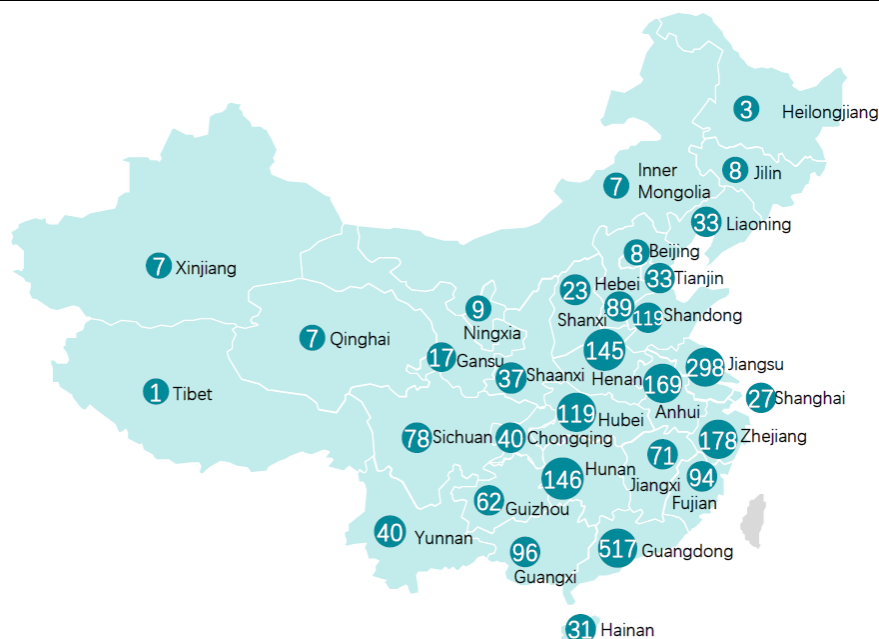 3 Heilongjiang
8 Jilin
7 Inner
Mongolia
33 Liaoning
8 Beijing
7 Xinjiang
33 Tianjin
23 Hebei
89 Shanxi
9 Ningxia
119 Shandong
7 Qinghai
145 Henan
17 Gansu
298 Jiangsu
37 Shaanxi
169 Anhui
1 Tibet
27 Shanghai
119 Hubei
78 Sichuan
40 Chongqing
178 Zhejiang
71 Jiangxi
146 Hunan
94 Fujian
62 Guizhou
40 Yunnan
96 Guangxi
517 Guangdong
31 Hainan